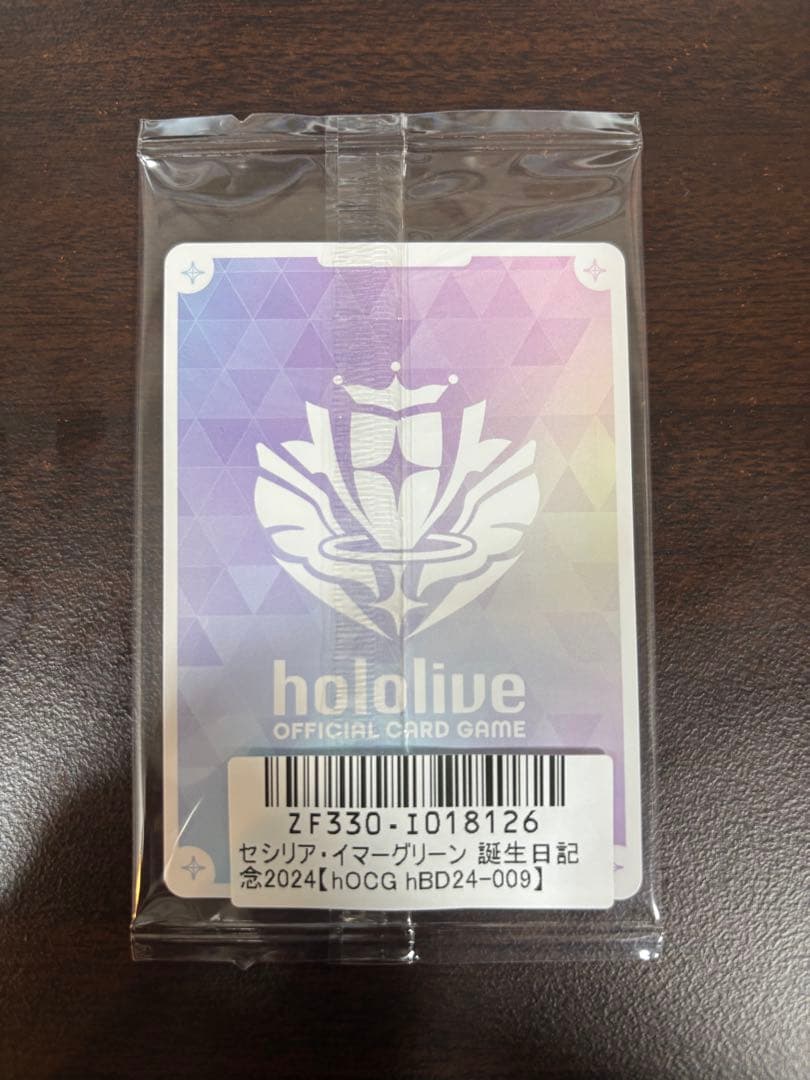 hololive
OFFICIAL CARD GAME
ZF330-I018126
セシリア・イマーグリーン 誕生日記
念2024【hOCG hBD24-009】